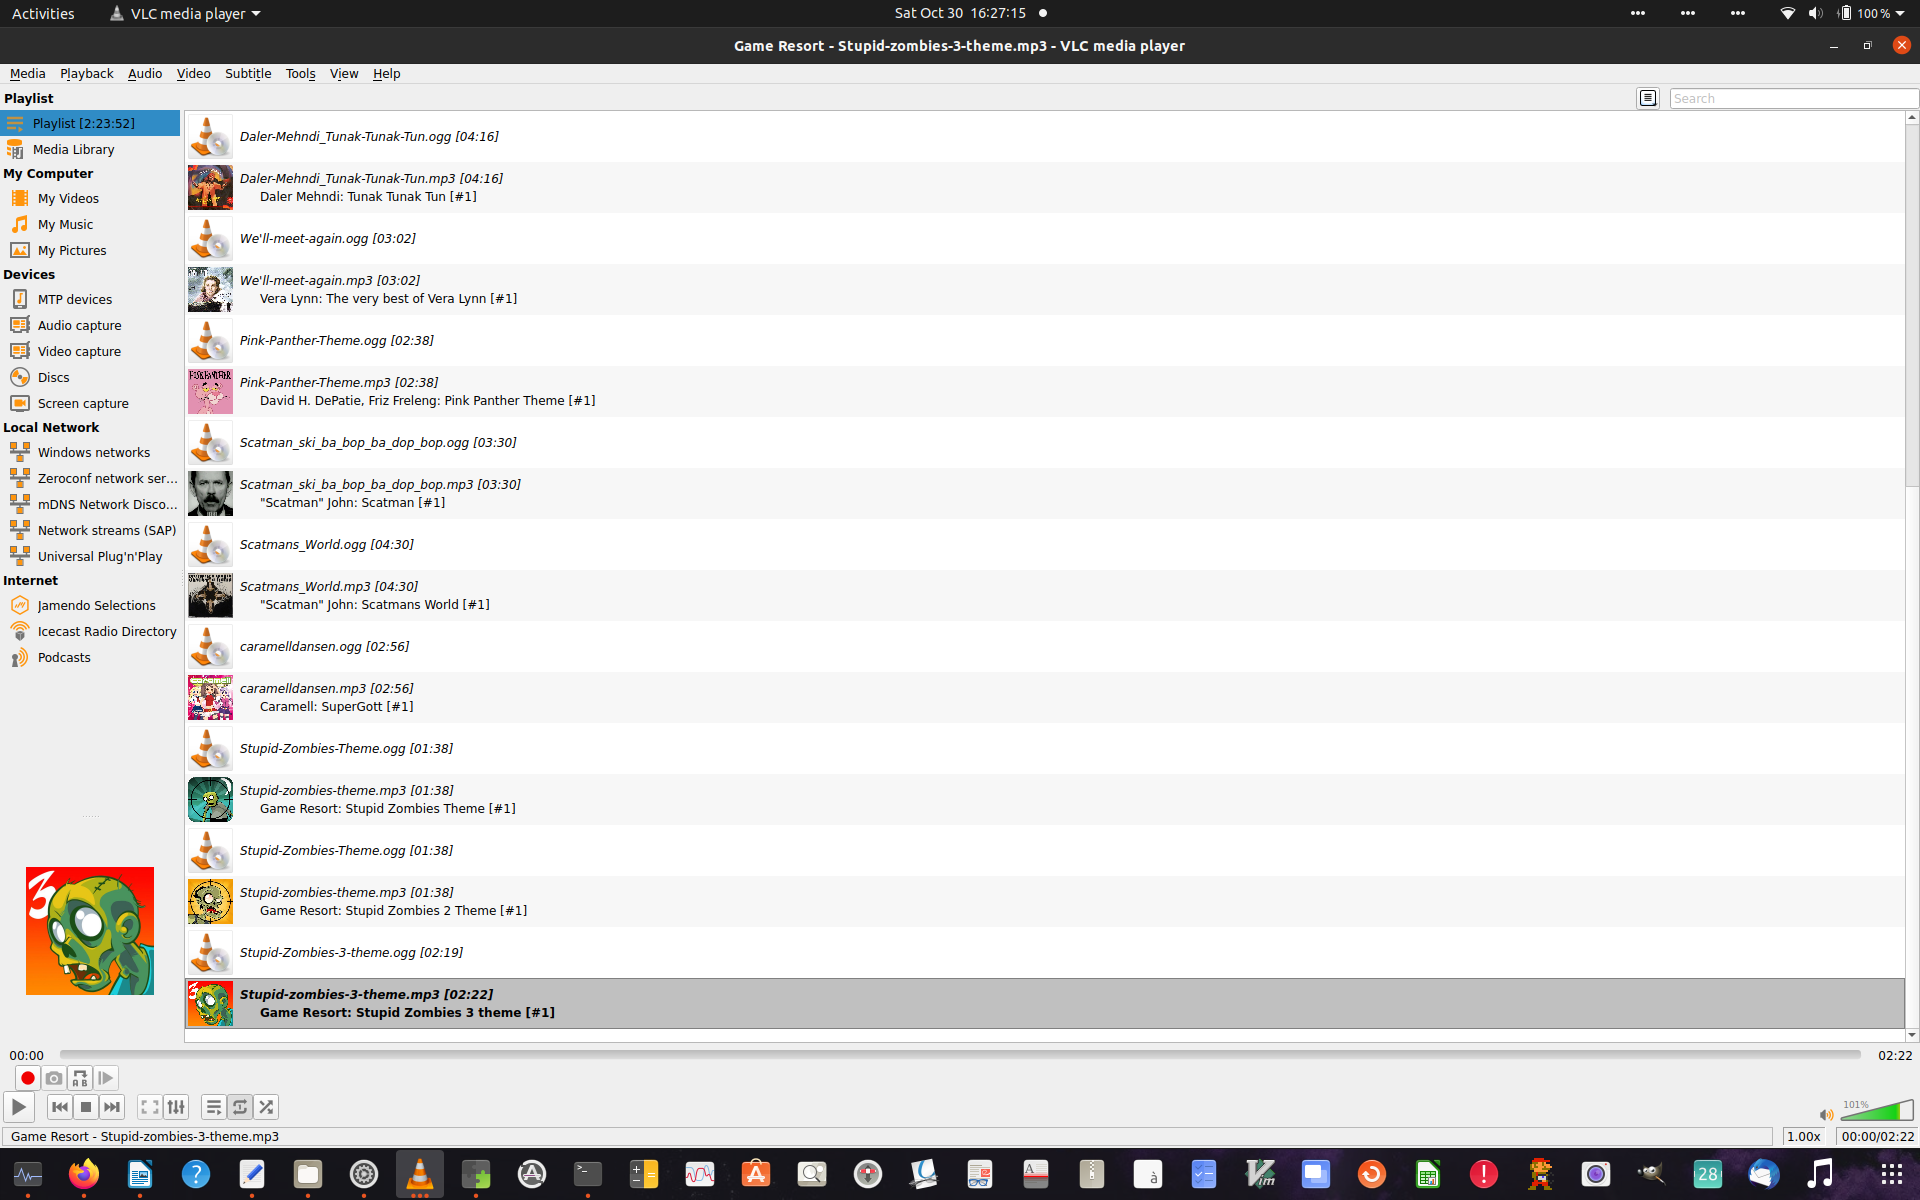 Activities
VLC media player
Sat Oct 30 16:27:15
100 %
Game Resort - Stupid-zombies-3-theme.mp3 - VLC media player
Media Playback Audio Video Subtitle Tools View Help
Playlist
Search
Playlist [2:23:52]
Media Library
My Computer
My Videos
My Music
My Pictures
Devices
MTP devices
Audio capture
Video capture
Discs
Screen capture
Local Network
Windows networks
Zeroconf network ser...
mDNS Network Disco...
Network streams (SAP)
Universal Plug'n'Play
Internet
Jamendo Selections
Icecast Radio Directory
Podcasts
Daler-Mehndi_Tunak-Tunak-Tun.ogg [04:16]
Daler-Mehndi_Tunak-Tunak-Tun.mp3 [04:16]
Daler Mehndi: Tunak Tunak Tun [#1]
We'll-meet-again.ogg [03:02]
We'll-meet-again.mp3 [03:02]
Vera Lynn: The very best of Vera Lynn [#1]
Pink-Panther-Theme.ogg [02:38]
Pink-Panther-Theme.mp3 [02:38]
David H. DePatie, Friz Freleng: Pink Panther Theme [#1]
Scatman_ski_ba_bop_ba_dop_bop.ogg [03:30]
Scatman_ski_ba_bop_ba_dop_bop.mp3 [03:30]
"Scatman" John: Scatman [#1]
Scatmans_World.ogg [04:30]
Scatmans_World.mp3 [04:30]
"Scatman" John: Scatmans World [#1]
caramelldansen.ogg [02:56]
caramelldansen.mp3 [02:56]
Caramell: SuperGott [#1]
Stupid-Zombies-Theme.ogg [01:38]
Stupid-zombies-theme.mp3 [01:38]
Game Resort: Stupid Zombies Theme [#1]
Stupid-Zombies-Theme.ogg [01:38]
Stupid-zombies-theme.mp3 [01:38]
Game Resort: Stupid Zombies 2 Theme [#1]
Stupid-Zombies-3-theme.ogg [02:19]
Stupid-zombies-3-theme.mp3 [02:22]
Game Resort: Stupid Zombies 3 theme [#1]
3
00:00
02:22
A B
101%
Game Resort - Stupid-zombies-3-theme.mp3
1.00x
00:00/02:22
28